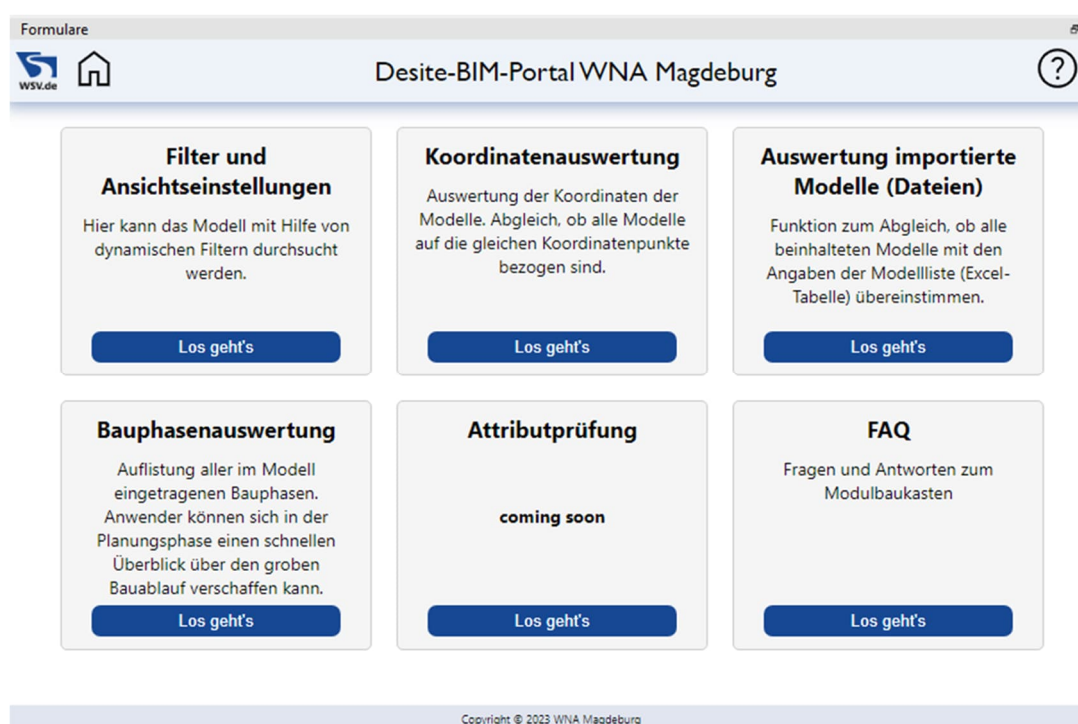 Formulare
WSV.de
Desite-BIM-Portal WNA Magdeburg
?
Filter und
Ansichtseinstellungen
Hier kann das Modell mit Hilfe von
dynamischen Filtern durchsucht
werden.
Los geht's
Koordinatenauswertung
Auswertung der Koordinaten der
Modelle. Abgleich, ob alle Modelle
auf die gleichen Koordinatenpunkte
bezogen sind.
Los geht's
Auswertung importierte
Modelle (Dateien)
Funktion zum Abgleich, ob alle
beinhalteten Modelle mit den
Angaben der Modellliste (Excel-
Tabelle) übereinstimmen.
Los geht's
Bauphasenauswertung
Auflistung aller im Modell
eingetragenen Bauphasen.
Anwender können sich in der
Planungsphase einen schnellen
Überblick über den groben
Bauablauf verschaffen kann.
Los geht's
Attributprüfung
coming soon
Los geht's
FAQ
Fragen und Antworten zum
Modulbaukasten
Los geht's
Copyright © 2023 WNA Magdeburg